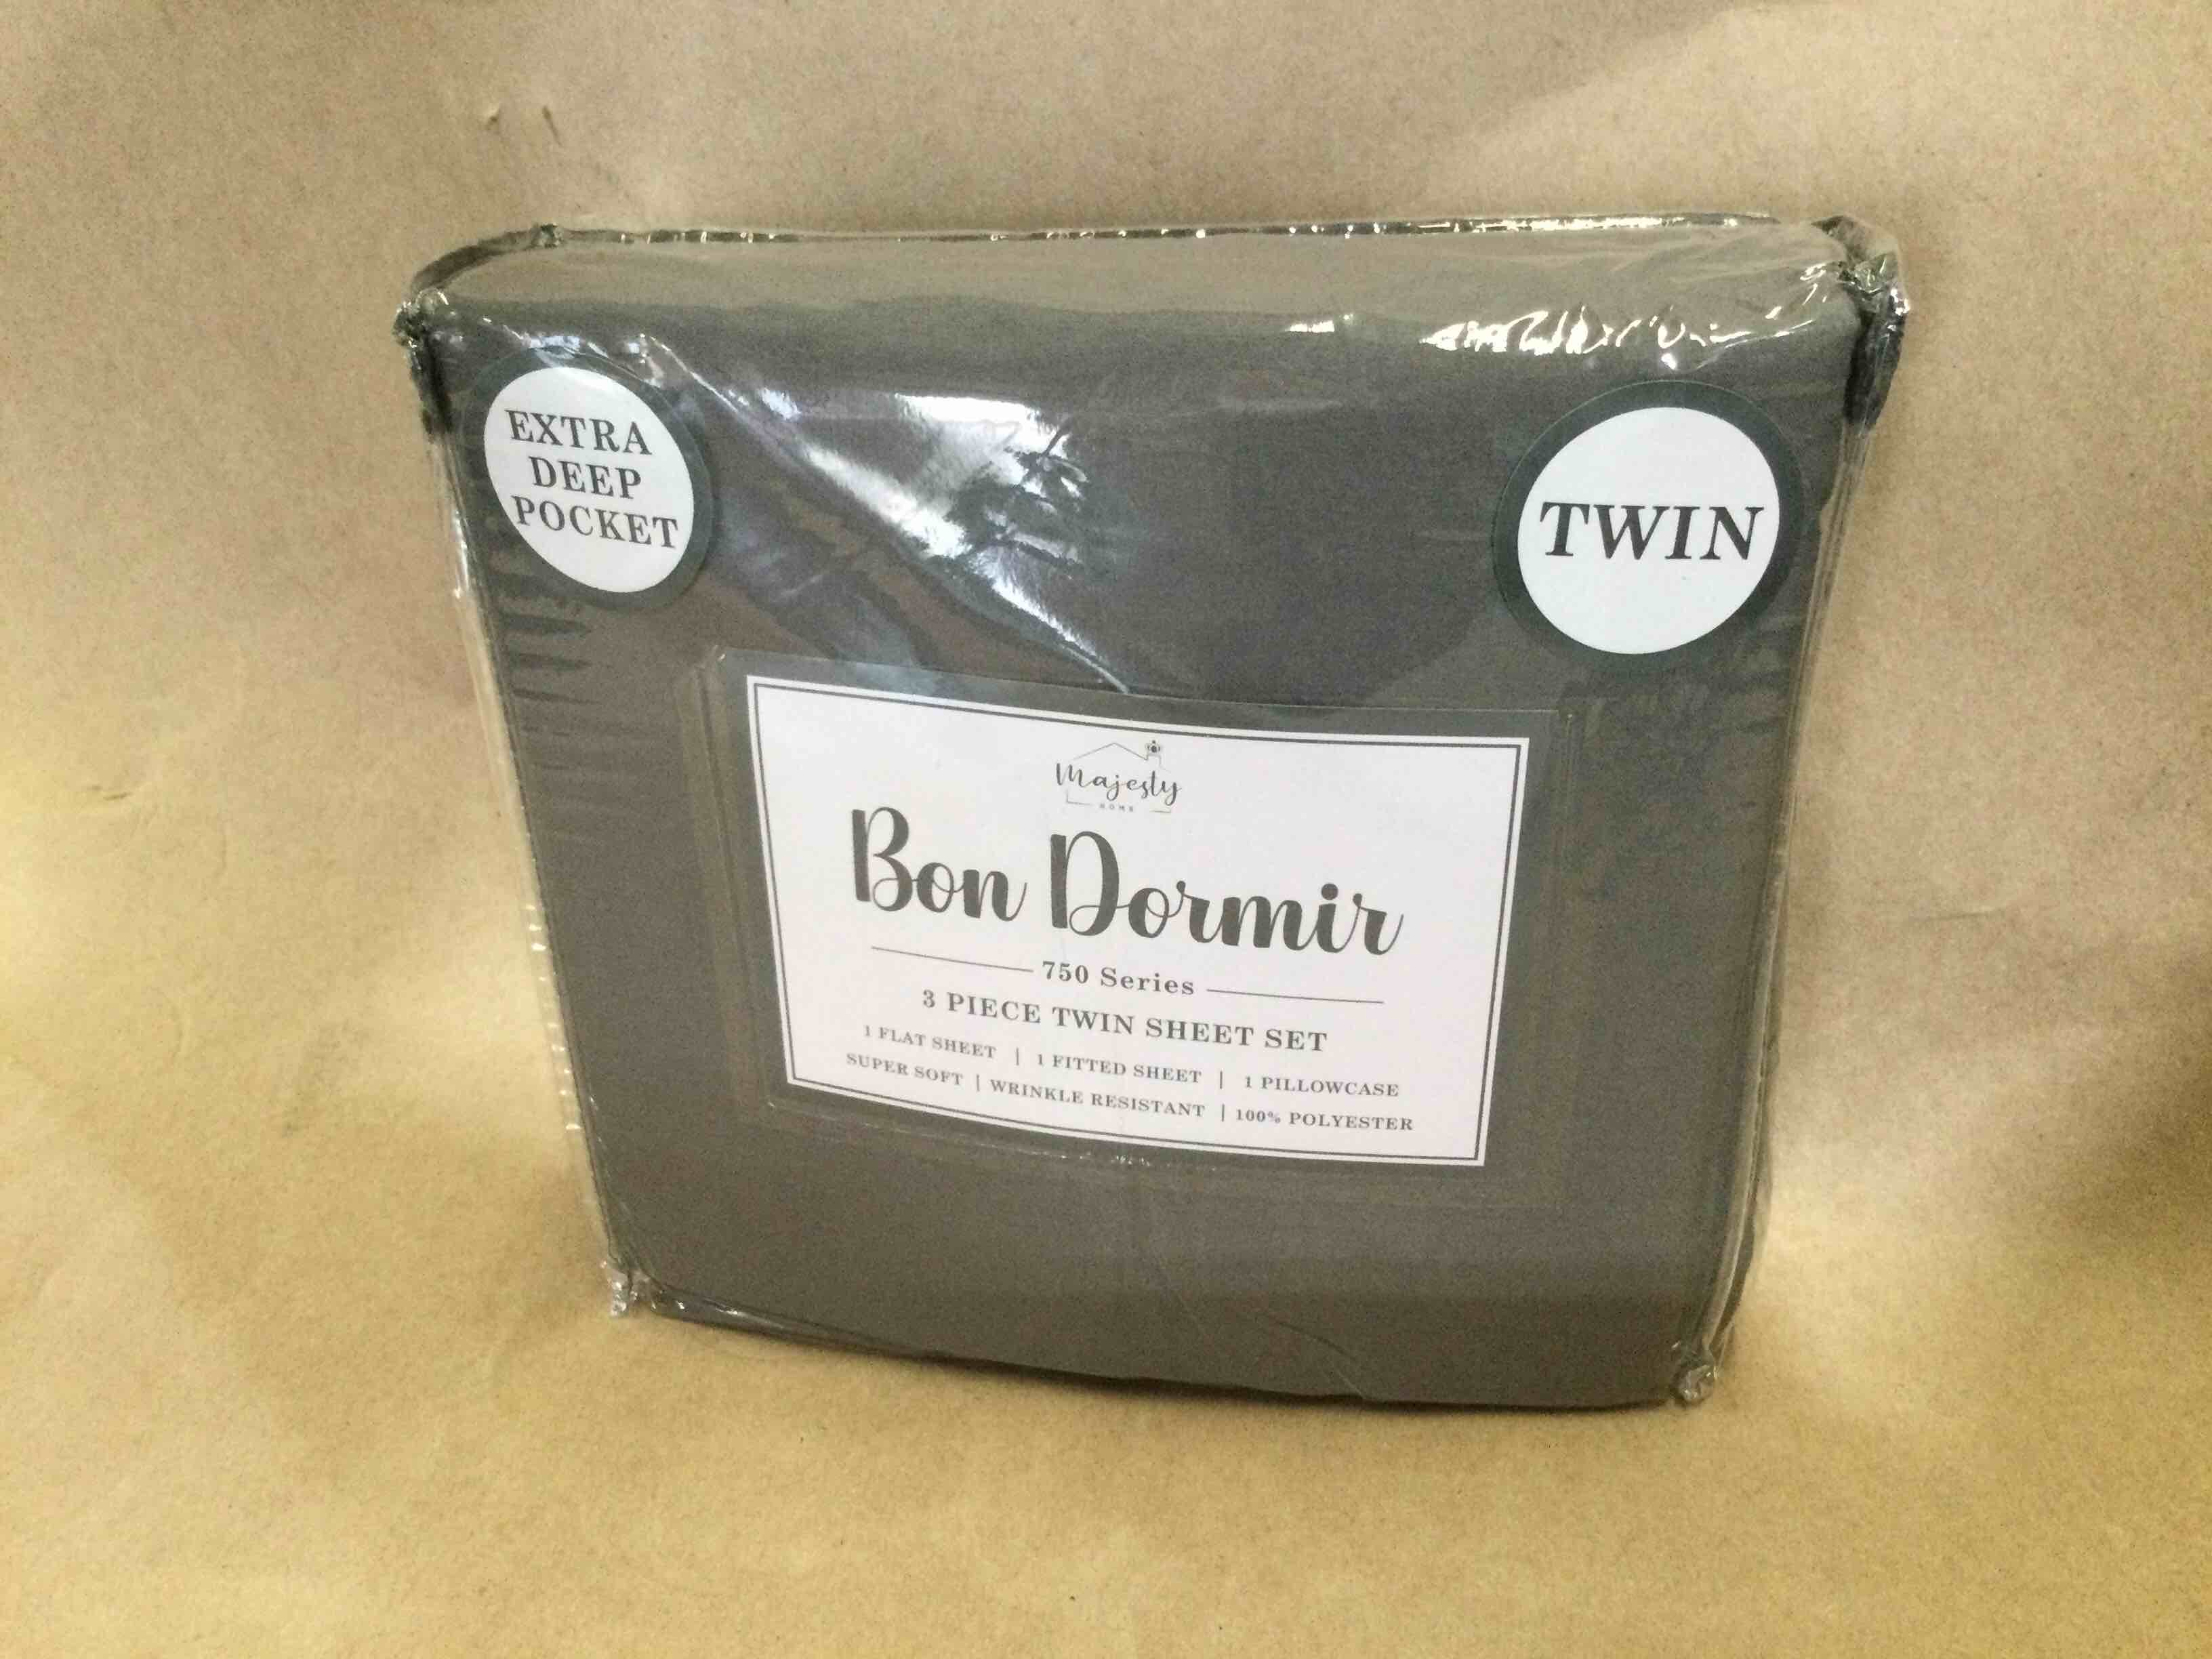 EXTRA
DEEP
POCKET
TWIN
Majesty
HOME
Bon Dormir
750 Series
3 PIECE TWIN SHEET SET
1 FLAT SHEET | 1 FITTED SHEET | 1 PILLOWCASE
SUPER SOFT | WRINKLE RESISTANT | 100% POLYESTER